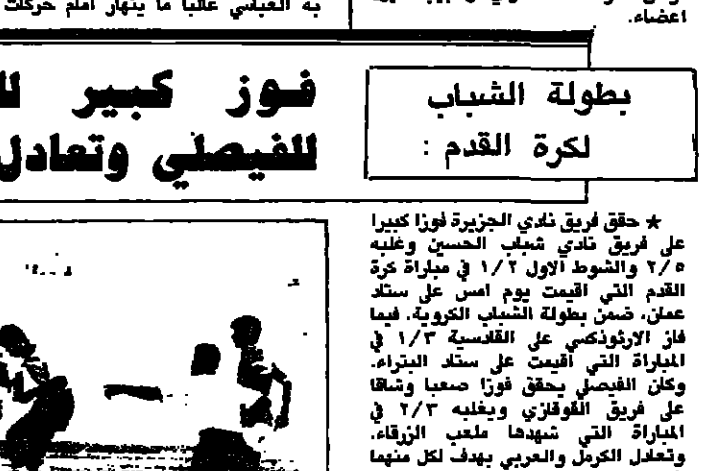 به العباسي غالبا ما ينهار امام حركات
اعضاء.
بطولة الشباب
لكرة القدم :
فوز كبير
للفيصلي وتعادل
★ حقق فريق نادي الجزيرة فوزا كبيرا
على فريق نادي شباب الحسين وغلبه
٢/٥ والشوط الاول ١/٢ في مباراة كرة
القدم التي اقيمت يوم امس على ستاد
عمان، ضمن بطولة الشباب الكروية. فيما
فاز الارثوذكسي على القادسية ١/٣ في
المباراة التي اقيمت على ستاد البتراء.
وكان الفيصلي يحقق فوزا صعبا وشاقا
على فريق القوقازي ويغلبه ٢/٣ في
المباراة التي شهدها ملعب الزرقاء.
وتعادل الكرمل والعربي بهدف لكل منهما